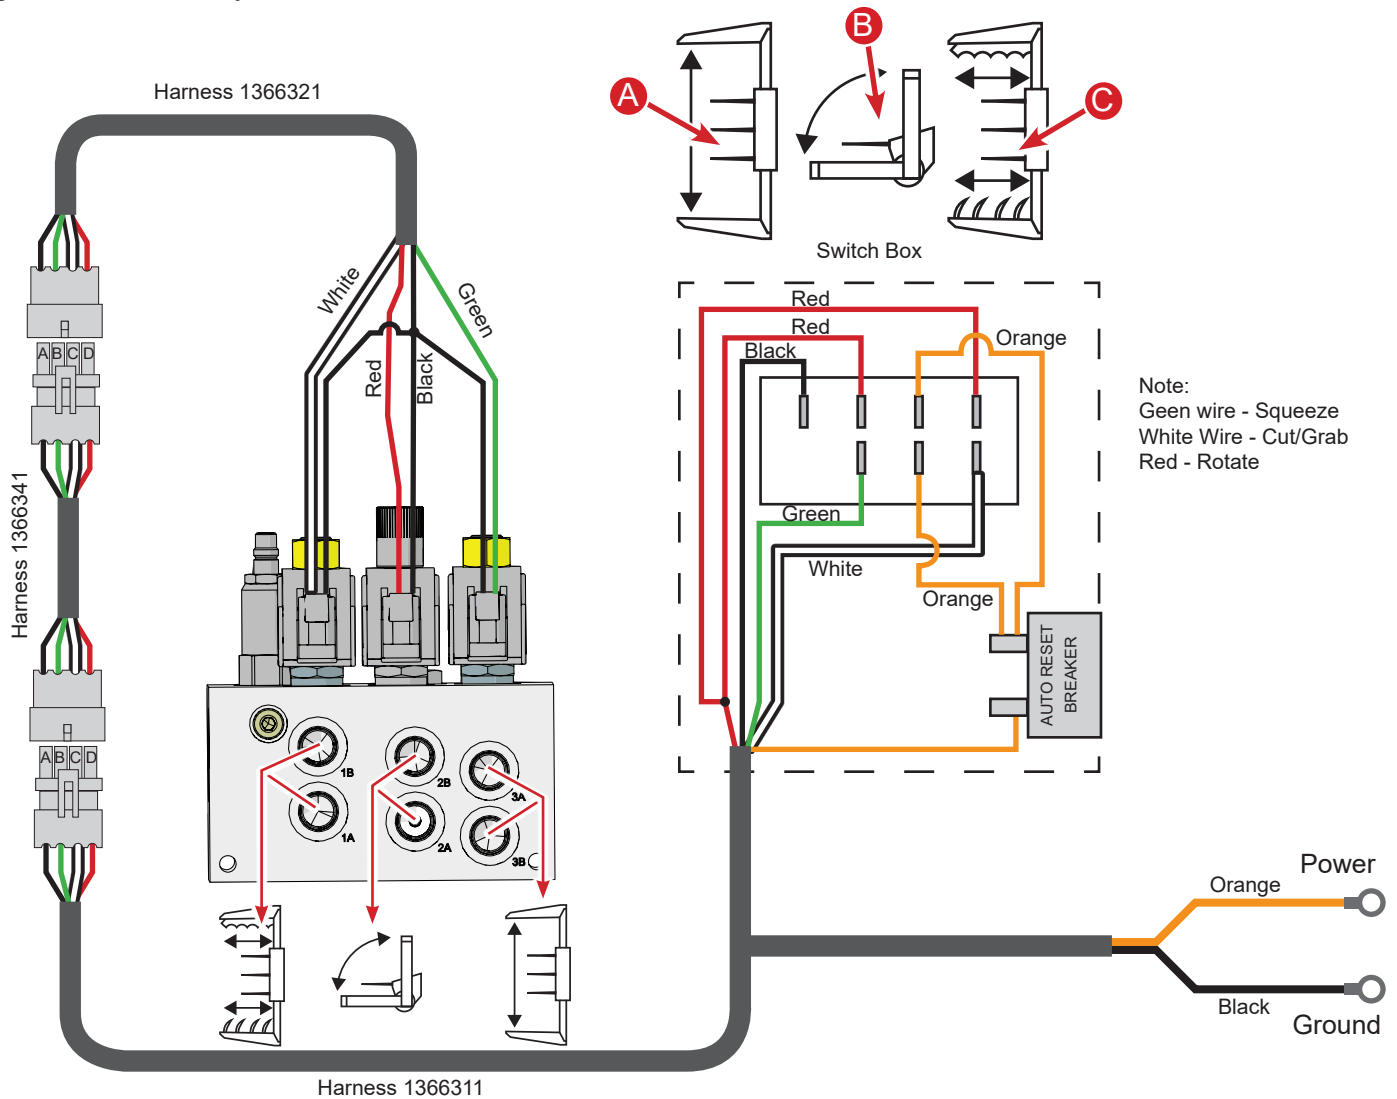 B
A
C
Harness 1366321
Switch Box
White
Green
Red
Black
Red
Red
Black
Orange
Green
White
Orange
AUTO RESET
BREAKER
Note:
Geen wire - Squeeze
White Wire - Cut/Grab
Red - Rotate
A B C D
Harness 1366341
A B C D
1B
2B
3A
1A
2A
3B
Power
Orange
Black
Ground
Harness 1366311